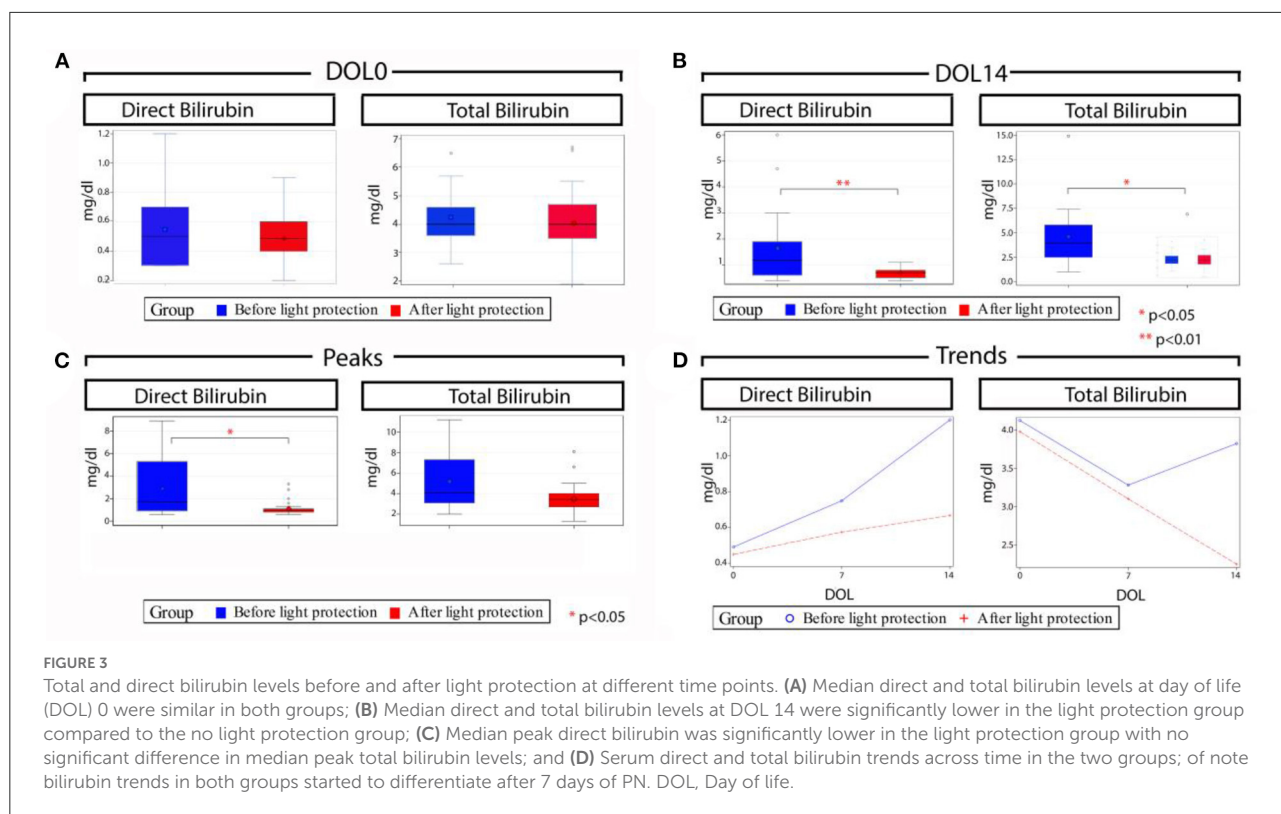 A
DOL0
Direct Bilirubin
Total Bilirubin
mg/dl
1.2
1.0
0.8
0.6
0.4
0.2
mg/dl
7
6
5
4
3
2
Group Before light protection After light protection
B
DOL14
Direct Bilirubin
Total Bilirubin
mg/dl
6
5
4
3
2
1
**
mg/dl
15.0
12.5
10.0
7.5
5.0
2.5
0.0
*
Group Before light protection After light protection
* p<0.05
** p<0.01
C
Peaks
Direct Bilirubin
Total Bilirubin
mg/dl
8
6
4
2
0
*
mg/dl
10
8
6
4
2
Group Before light protection After light protection
* p<0.05
D
Trends
Direct Bilirubin
Total Bilirubin
mg/dl
1.2
1.0
0.8
0.6
0.4
0 7 14
DOL
mg/dl
4.0
3.5
3.0
2.5
0 7 14
DOL
Group Before light protection After light protection
FIGURE 3
Total and direct bilirubin levels before and after light protection at different time points. (A) Median direct and total bilirubin levels at day of life
(DOL) 0 were similar in both groups; (B) Median direct and total bilirubin levels at DOL 14 were significantly lower in the light protection group
compared to the no light protection group; (C) Median peak direct bilirubin was significantly lower in the light protection group with no
significant difference in median peak total bilirubin levels; and (D) Serum direct and total bilirubin trends across time in the two groups; of note
bilirubin trends in both groups started to differentiate after 7 days of PN. DOL, Day of life.